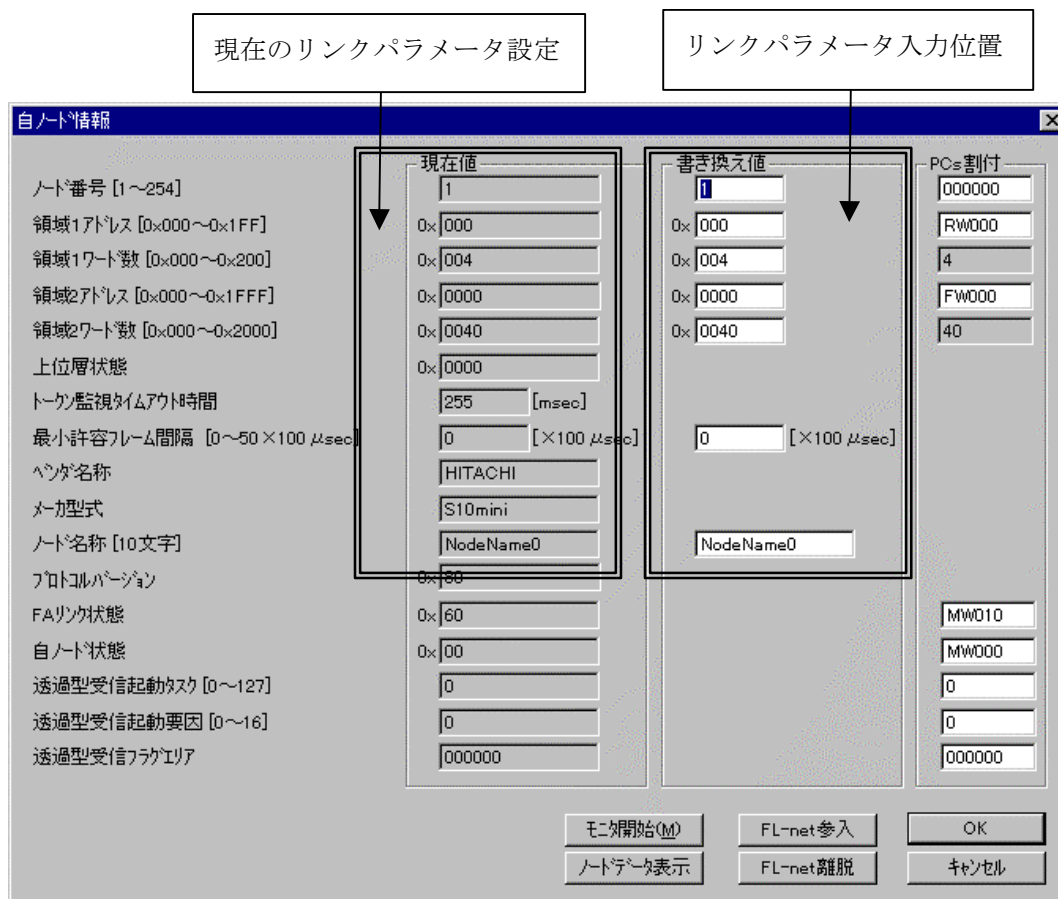 現在のリンクパラメータ設定
リンクパラメータ入力位置
自ノード情報
現在値 書き換え値 PCs割付
ノード番号 [1～254] 1 1 000000
領域1アドレス [0x000～0x1FF] 0x 000 0x 000 RW000
領域1ワード数 [0x000～0x200] 0x 004 0x 004 4
領域2アドレス [0x000～0x1FFF] 0x 0000 0x 0000 FW000
領域2ワード数 [0x000～0x2000] 0x 0040 0x 0040 40
上位層状態 0x 0000
トークン監視タイムアウト時間 255 [msec]
最小許容フレーム間隔 [0～50×100 μsec] 0 [×100 μsec] 0 [×100 μsec]
ベンダ名称 HITACHI
メーカ型式 S10mini
ノード名称 [10文字] NodeName0 NodeName0
プロトコルバージョン 0x 80
FAリンク状態 0x 60 MW010
自ノード状態 0x 00 MW000
透過型受信起動タスク [0～127] 0 0
透過型受信起動要因 [0～16] 0 0
透過型受信フラグエリア 000000 000000
モニタ開始(M) FL-net参入 OK
ノードデータ表示 FL-net離脱 キャンセル